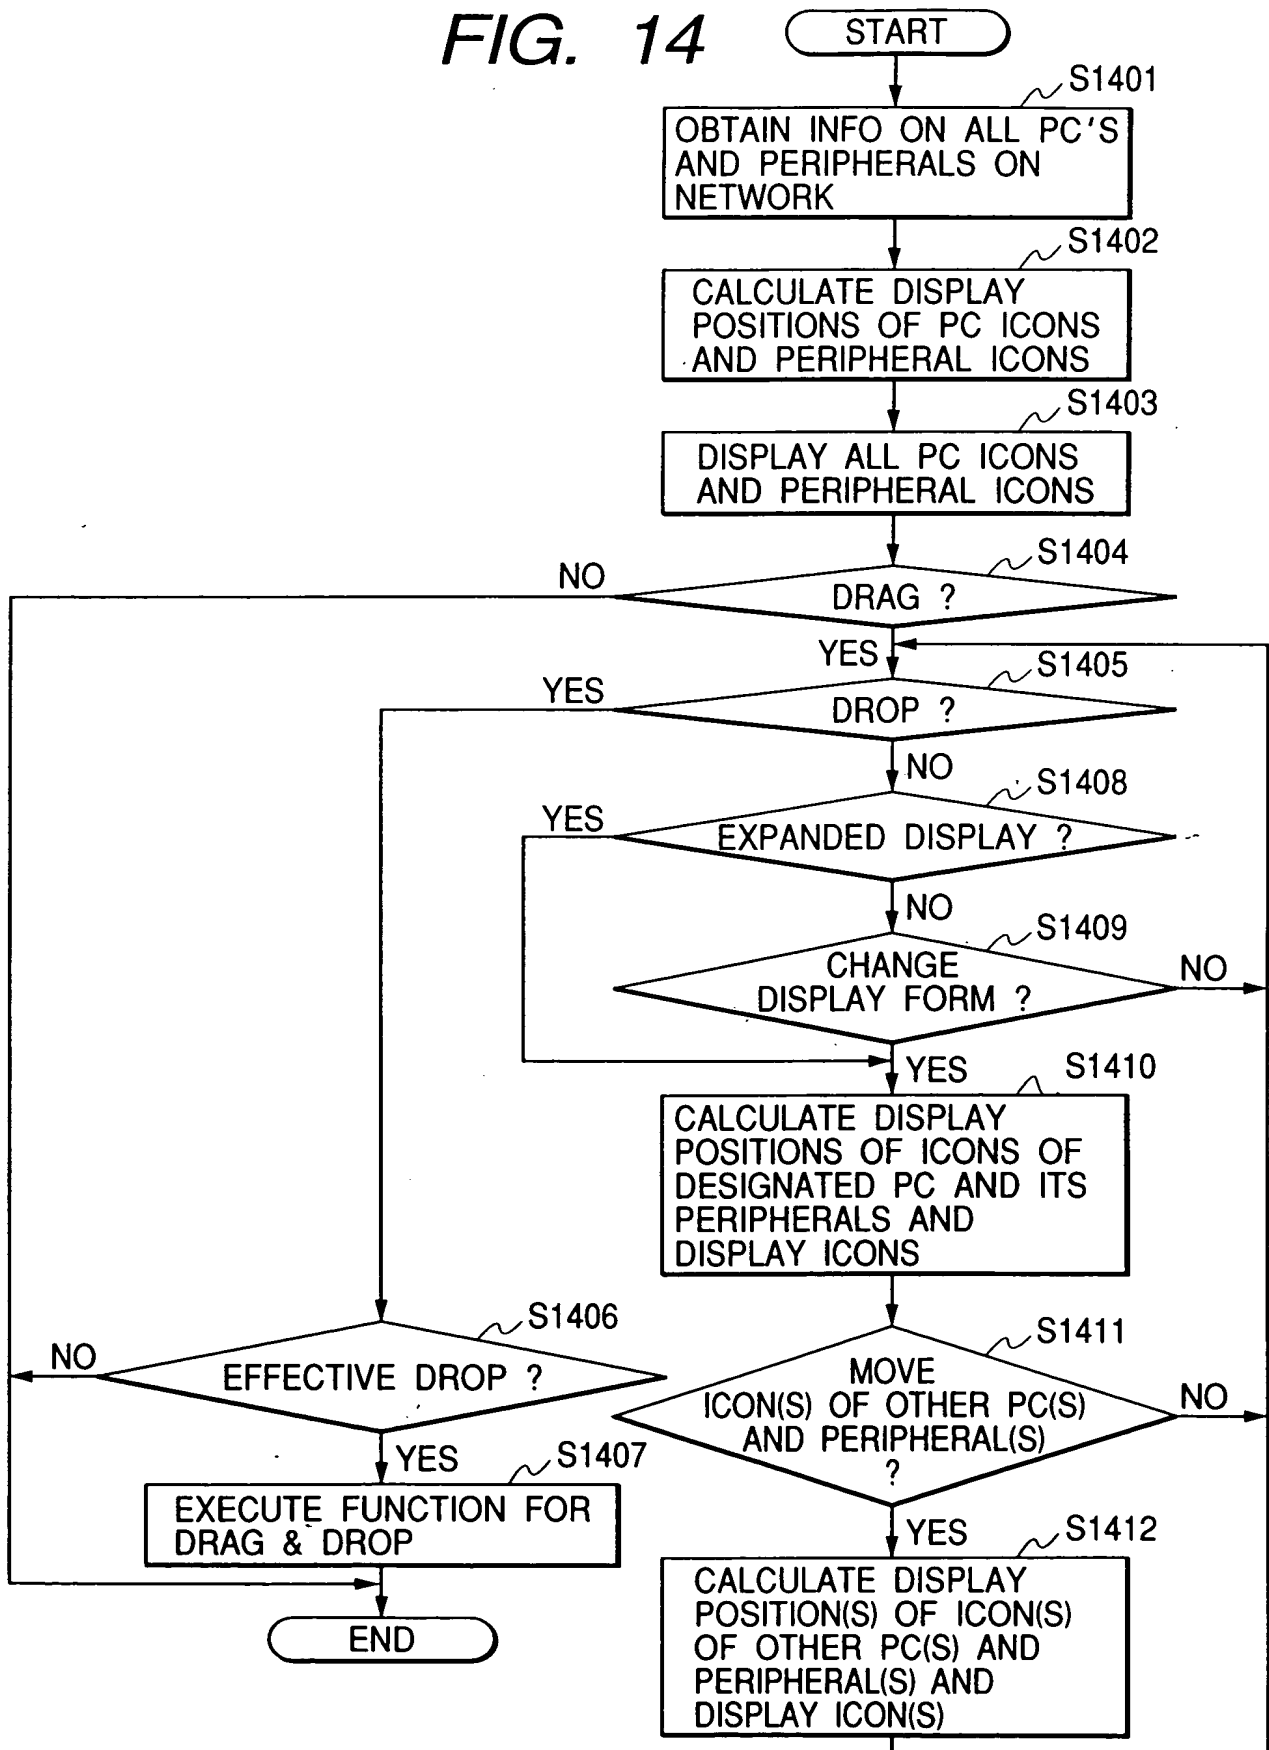 FIG. 14
START
S1401
OBTAIN INFO ON ALL PC'S
AND PERIPHERALS ON
NETWORK
S1402
CALCULATE DISPLAY
POSITIONS OF PC ICONS
AND PERIPHERAL ICONS
S1403
DISPLAY ALL PC ICONS
AND PERIPHERAL ICONS
S1404
NO
DRAG ?
YES
S1405
YES
DROP ?
NO
S1408
YES
EXPANDED DISPLAY ?
NO
S1409
CHANGE
DISPLAY FORM ?
NO
YES
S1410
CALCULATE DISPLAY
POSITIONS OF ICONS OF
DESIGNATED PC AND ITS
PERIPHERALS AND
DISPLAY ICONS
S1406
NO
EFFECTIVE DROP ?
YES
S1407
EXECUTE FUNCTION FOR
DRAG & DROP
END
S1411
MOVE
ICON(S) OF OTHER PC(S)
AND PERIPHERAL(S)
?
NO
YES
S1412
CALCULATE DISPLAY
POSITION(S) OF ICON(S)
OF OTHER PC(S) AND
PERIPHERAL(S) AND
DISPLAY ICON(S)